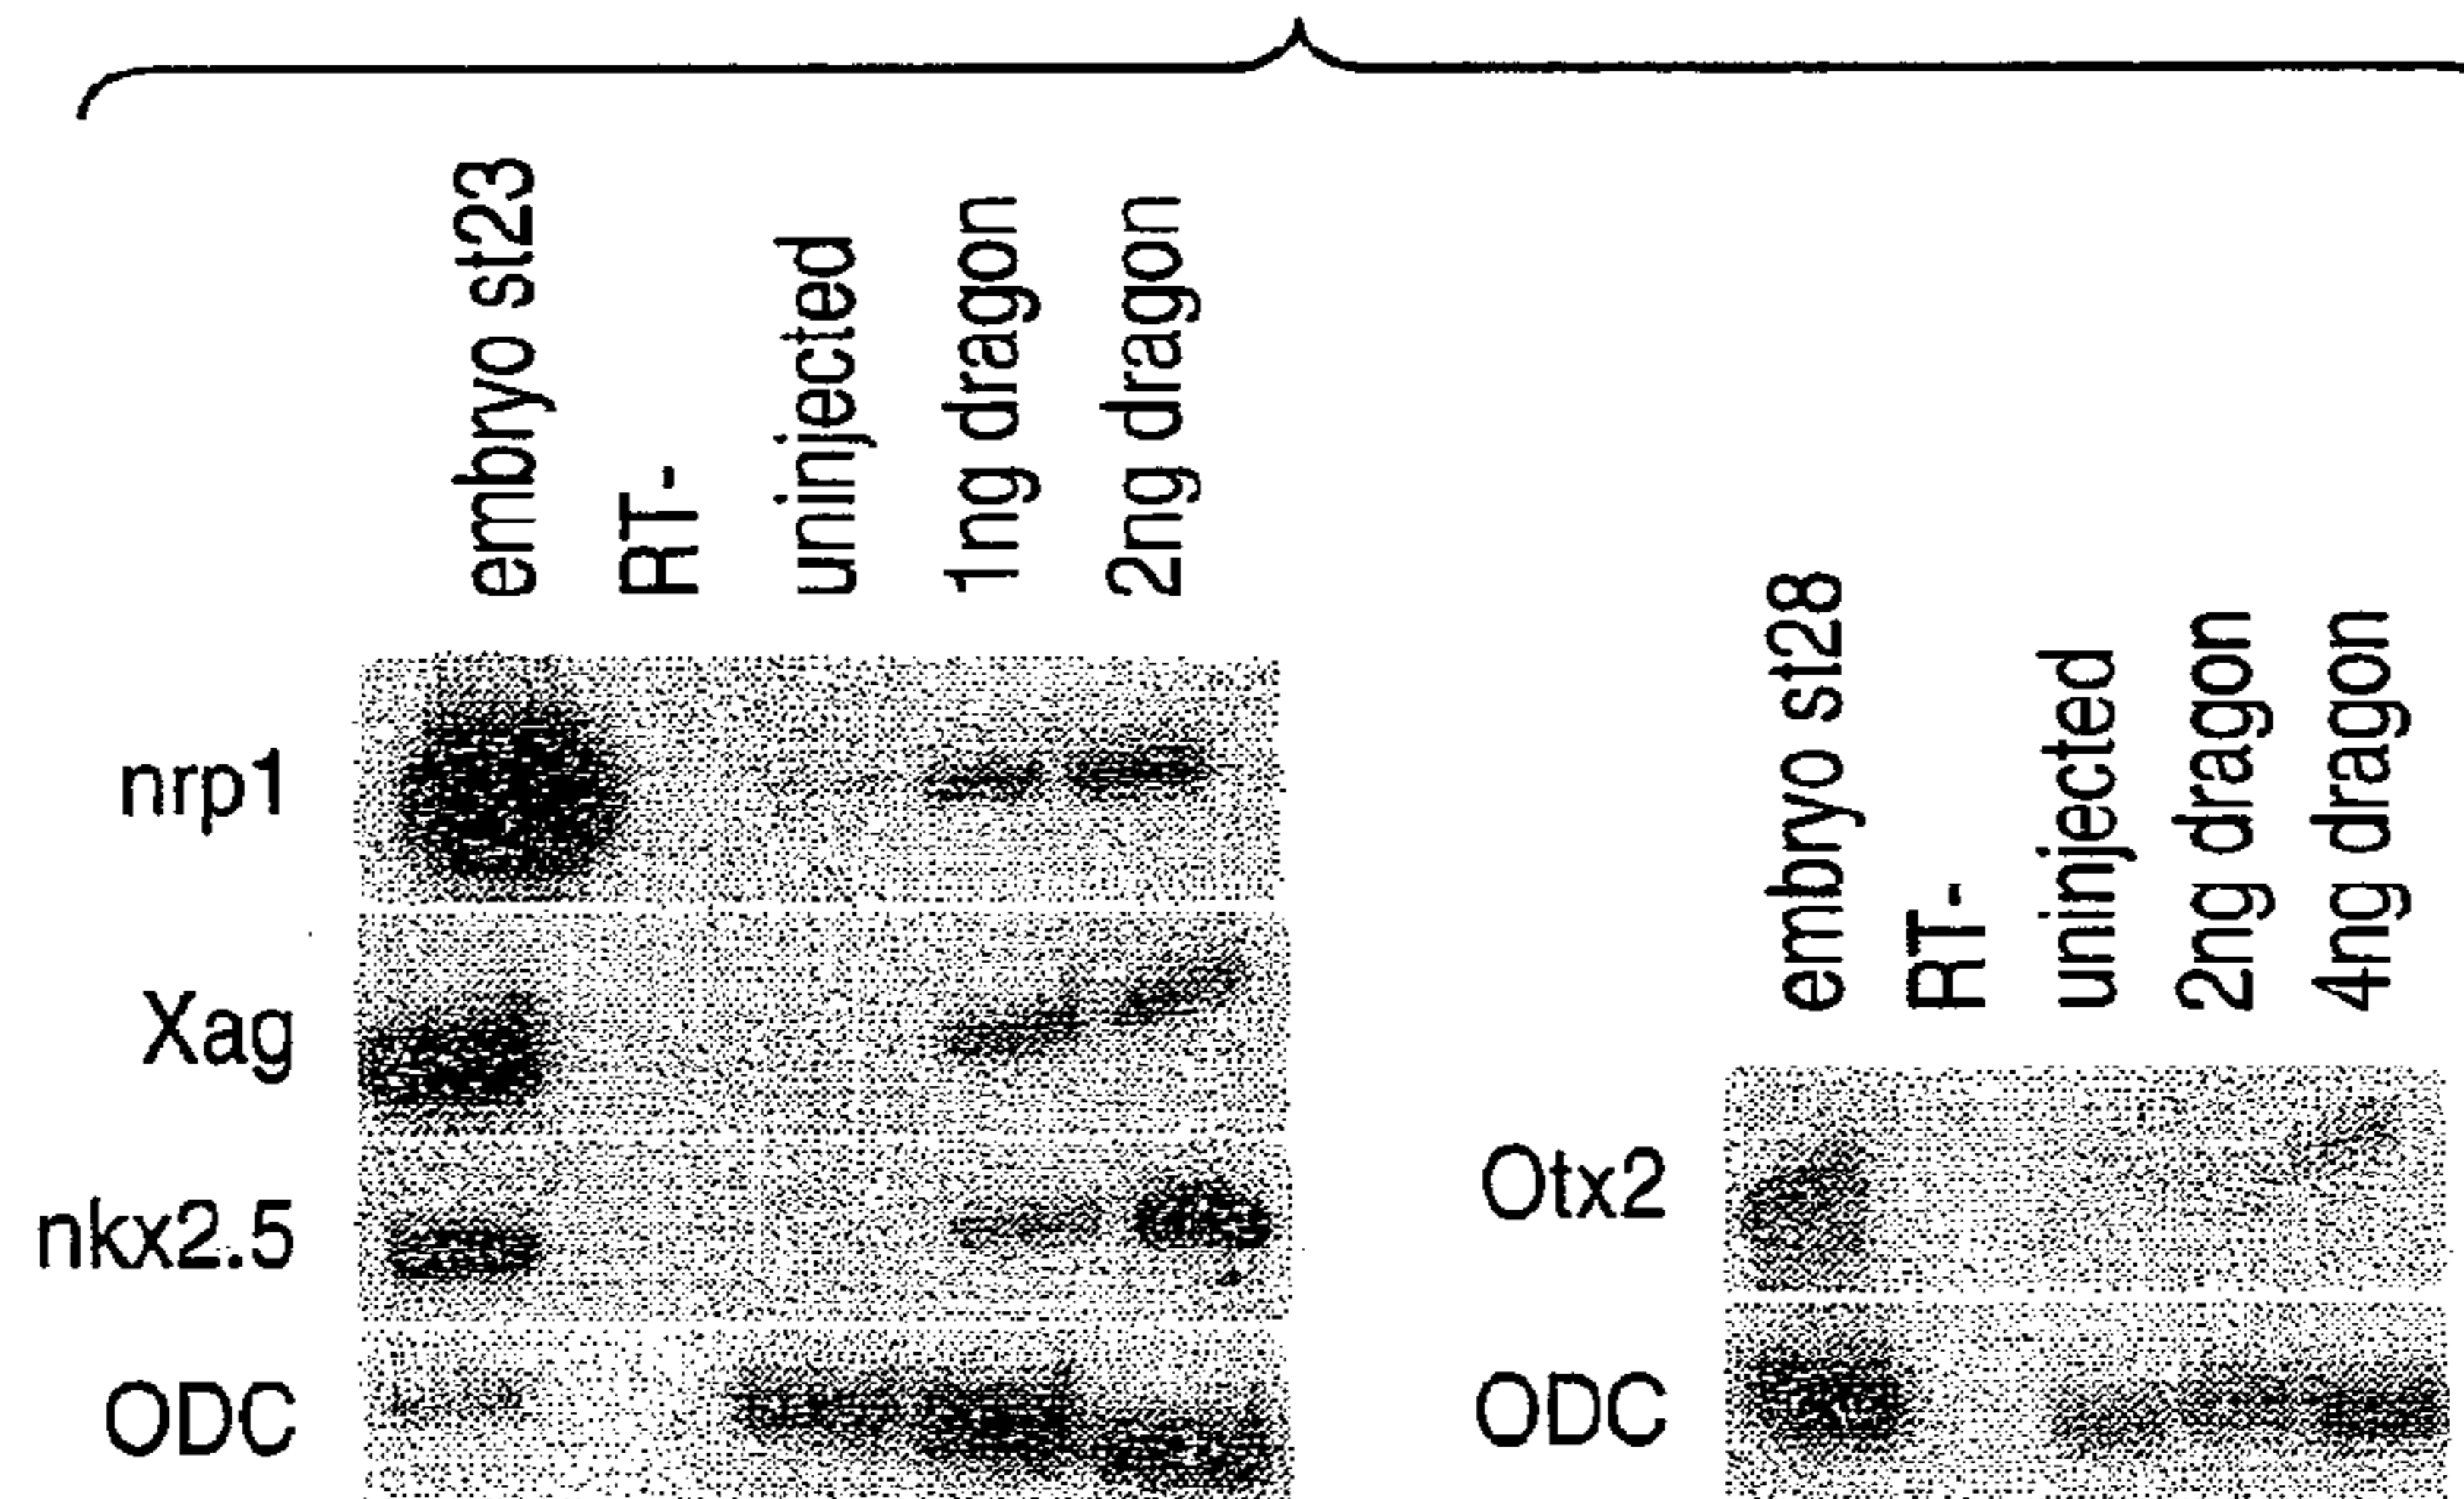 embryo st23
RT-
uninjected
1ng dragon
2ng dragon
nrp1
Xag
nkx2.5
ODC
embryo st28
RT-
uninjected
2ng dragon
4ng dragon
Otx2
ODC